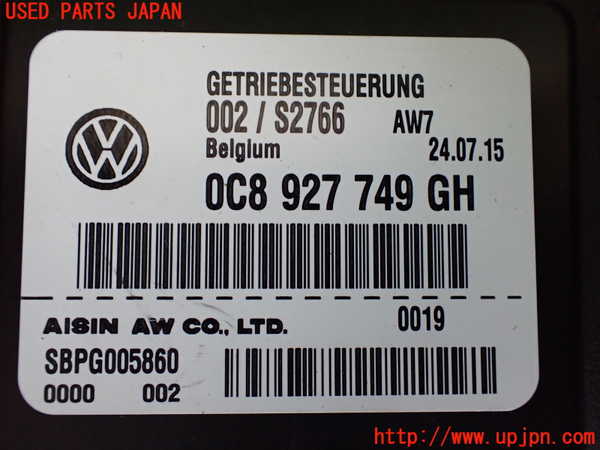 USED PARTS JAPAN
GETRIEBESTEUERUNG
002 / S2766 AW7
Belgium 24.07.15
0C8 927 749 GH
AISIN AW CO., LTD. 0019
SBPG005860
0000 002
http://www.upjpn.com/